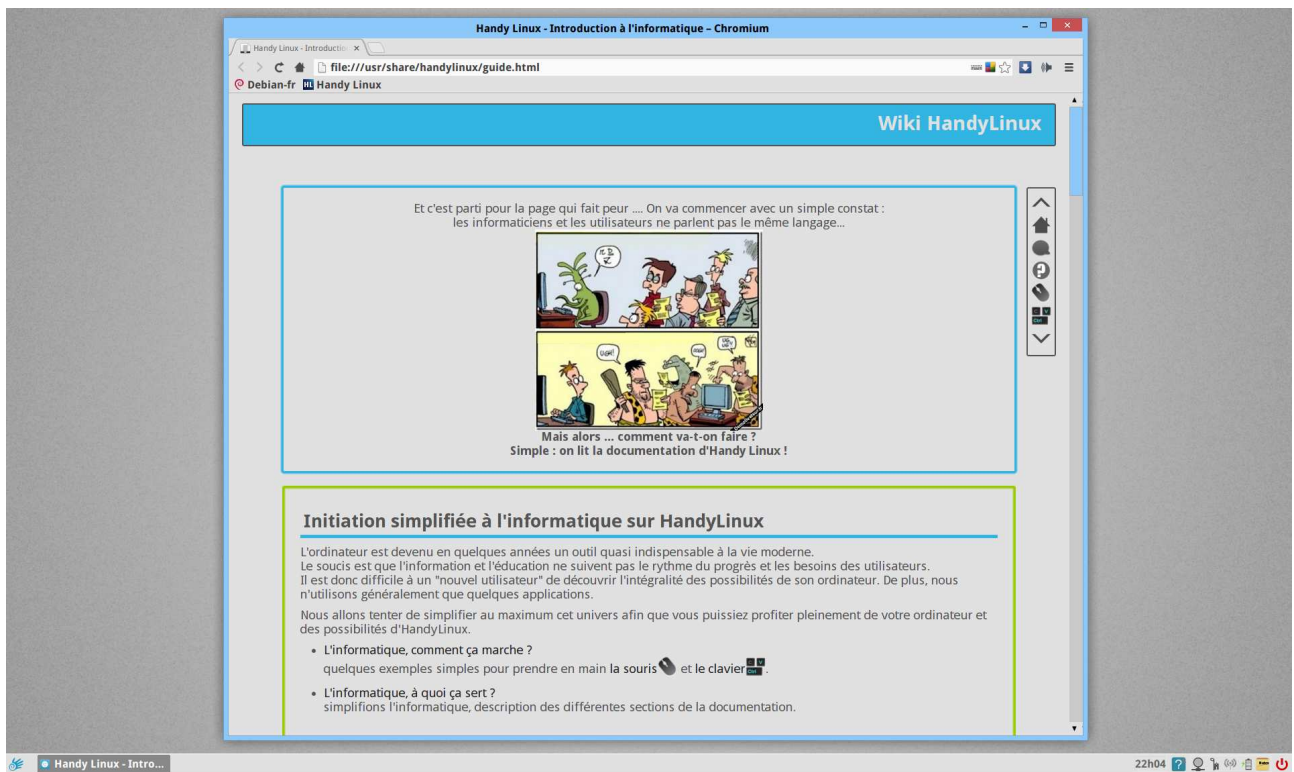 Handy Linux - Introduction à l'informatique – Chromium
Handy Linux - Introductio
file:///usr/share/handylinux/guide.html
Debian-fr HL Handy Linux
Wiki HandyLinux
Et c'est parti pour la page qui fait peur .... On va commencer avec un simple constat :
les informaticiens et les utilisateurs ne parlent pas le même langage...
UGH!
Mais alors ... comment va-t-on faire ?
Simple : on lit la documentation d'Handy Linux !
Initiation simplifiée à l'informatique sur HandyLinux
L'ordinateur est devenu en quelques années un outil quasi indispensable à la vie moderne.
Le soucis est que l'information et l'éducation ne suivent pas le rythme du progrès et les besoins des utilisateurs.
Il est donc difficile à un "nouvel utilisateur" de découvrir l'intégralité des possibilités de son ordinateur. De plus, nous
n'utilisons généralement que quelques applications.
Nous allons tenter de simplifier au maximum cet univers afin que vous puissiez profiter pleinement de votre ordinateur et
des possibilités d'HandyLinux.
• L'informatique, comment ça marche ?
quelques exemples simples pour prendre en main la souris et le clavier .
• L'informatique, à quoi ça sert ?
simplifions l'informatique, description des différentes sections de la documentation.
Handy Linux - Intro...
22h04